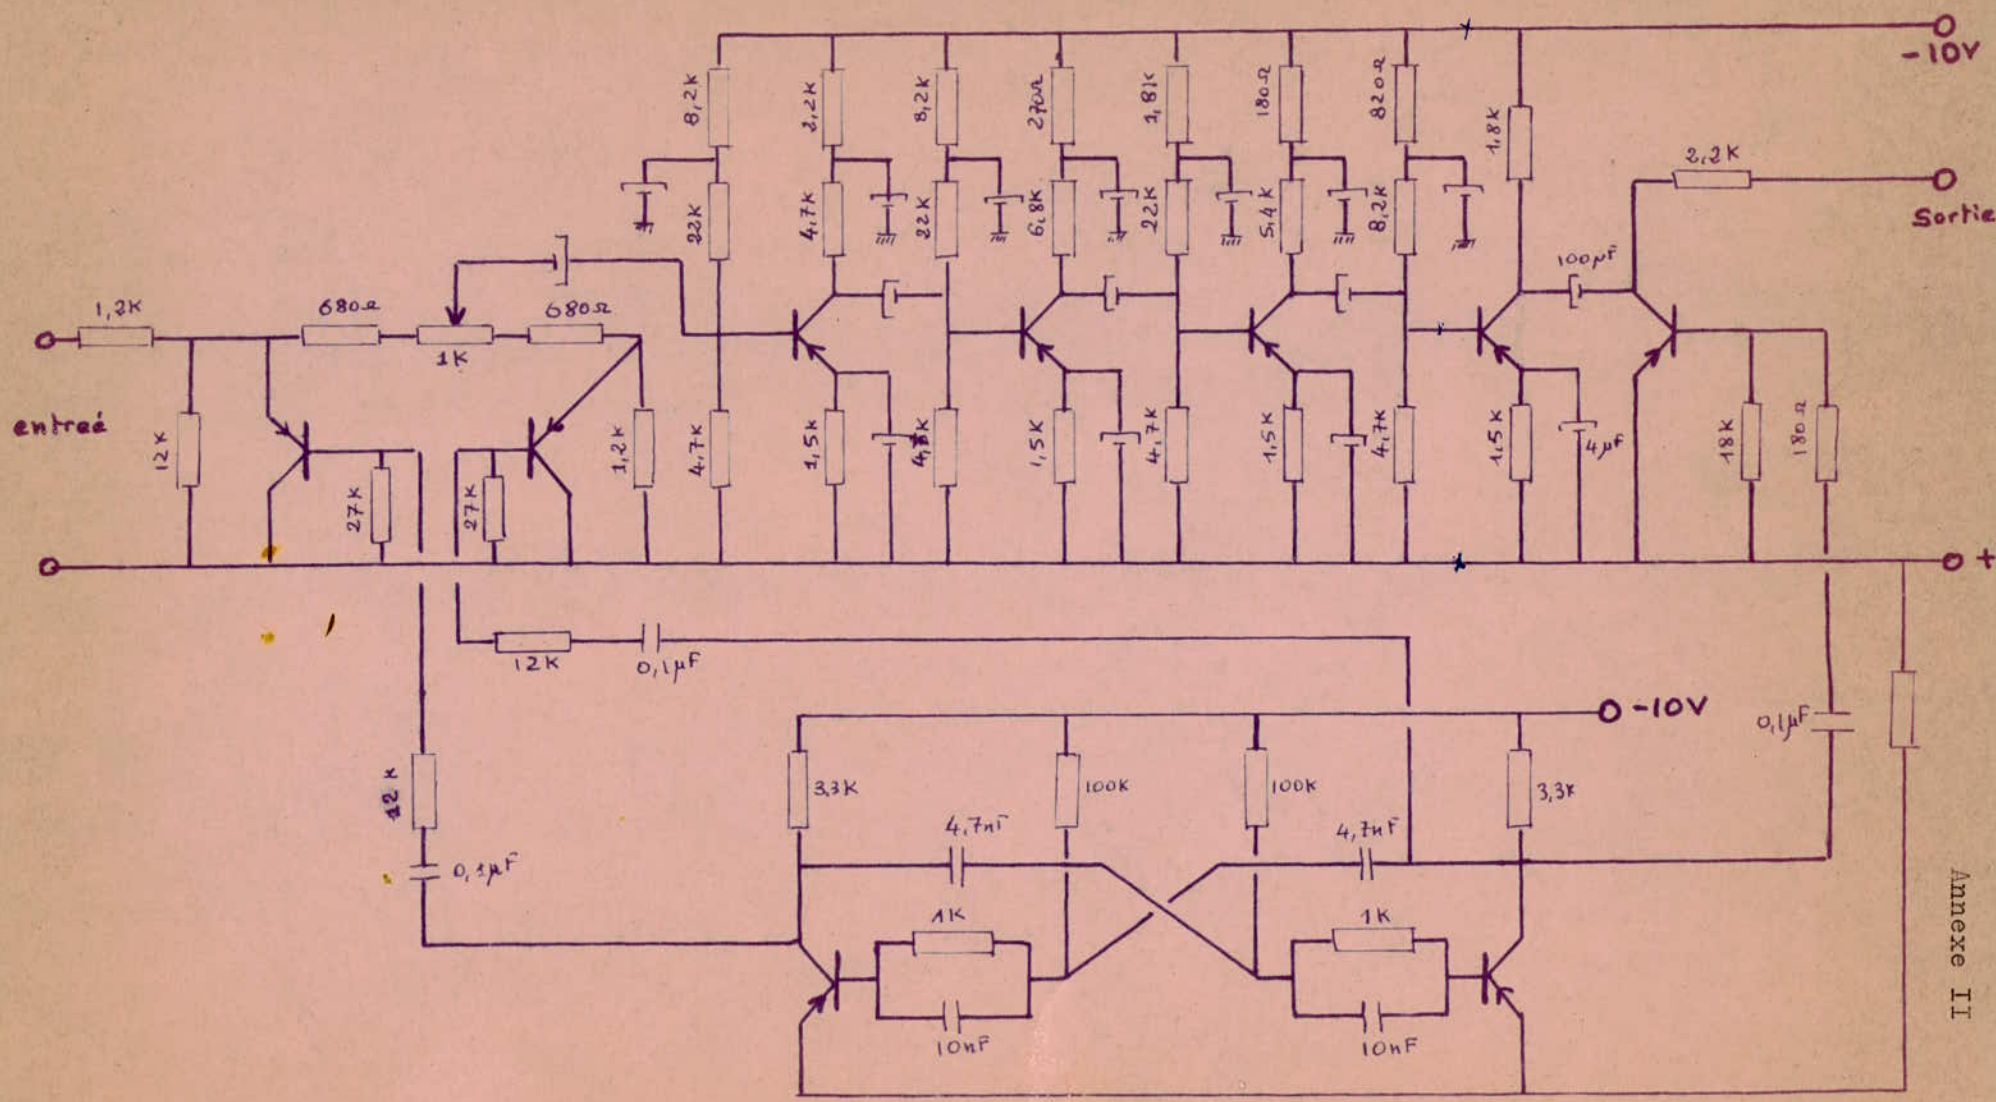 -10V
8,2K
2,2K
8,2K
270Ω
1,8K
180Ω
820Ω
1,8K
2,2K
Sortie
22K
4,7K
22K
6,8K
22K
5,4K
8,2K
100µF
1,2K
680Ω
1K
680Ω
entreé
12K
27K
27K
1,2K
4,7K
1,5K
1,5K
4,7K
1,5K
4,7K
1,5K
4µF
18K
180Ω
+
12K
0,1µF
-10V
0,1µF
12K
3,3K
100K
100K
3,3K
0,1µF
4,7nF
4,7nF
1K
1K
10nF
10nF
Annexe II